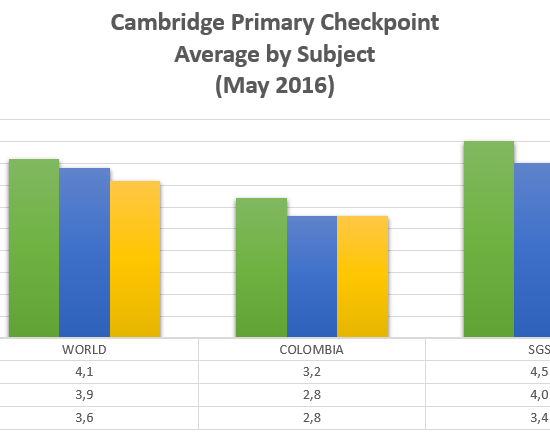 Cambridge Primary Checkpoint
Average by Subject
(May 2016)
WORLD COLOMBIA SGS
4,1 3,2 4,5
3,9 2,8 4,0
3,6 2,8 3,4